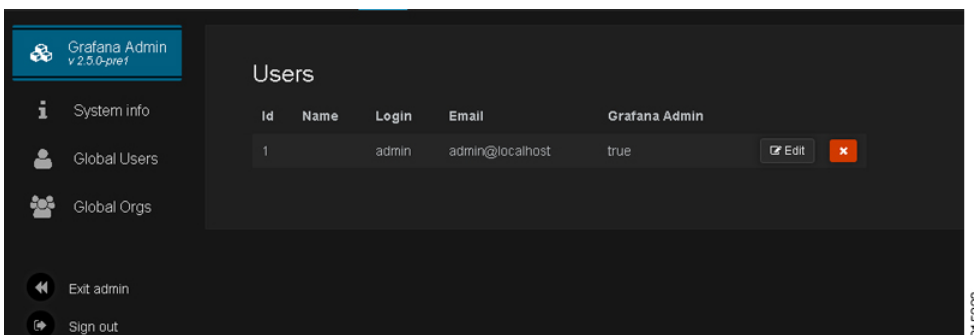 Grafana Admin
v 2.5.0-pre1
System info
Global Users
Global Orgs
Exit admin
Sign out
Users
Id Name Login Email Grafana Admin
1 admin admin@localhost true Edit